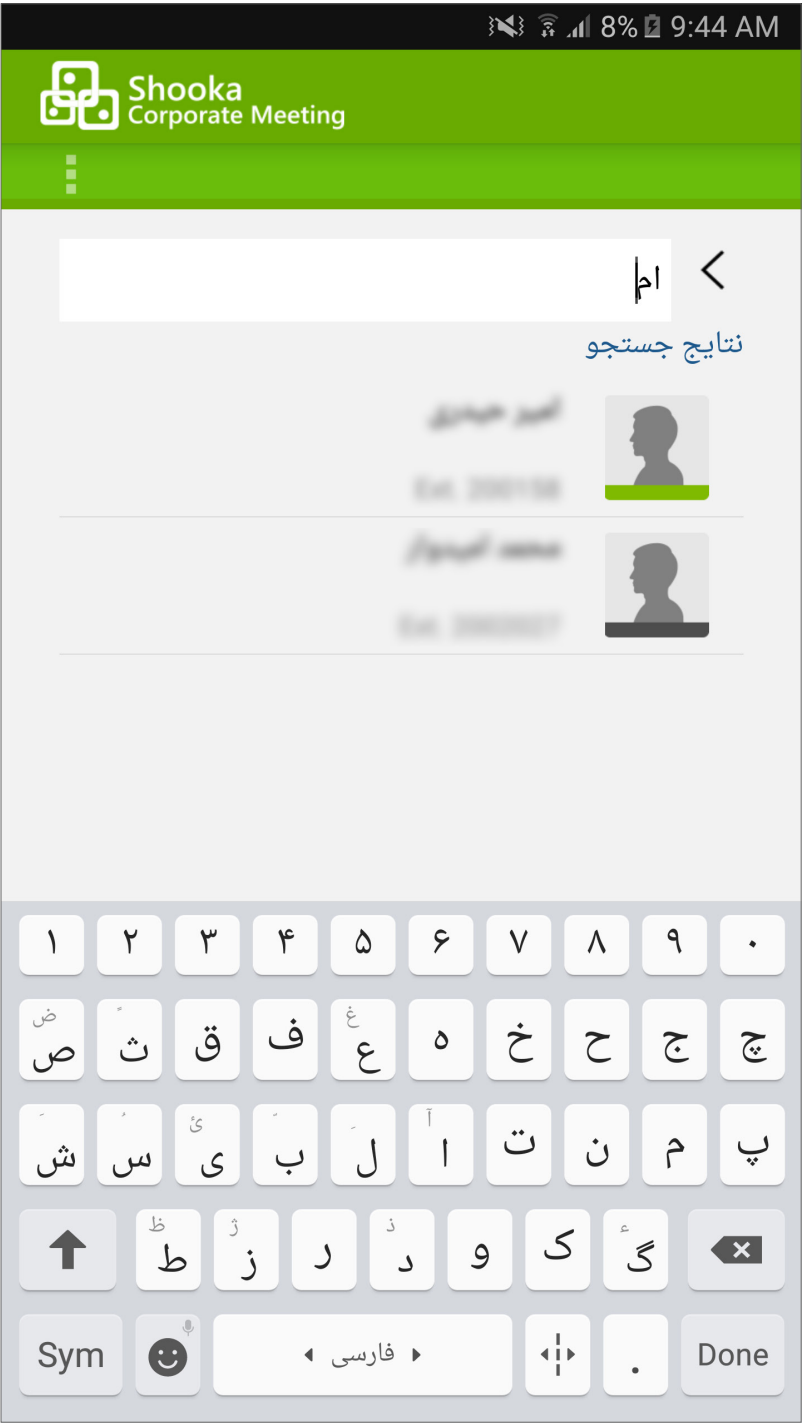 8% 9:44 AM
Shooka
Corporate Meeting
ام
نتایج جستجو
۱ ۲ ۳ ۴ ۵ ۶ ۷ ۸ ۹ ۰
ض ص ث ق ف غ ع ه خ ح ج چ
ش س ئ ی ب ل آ ا ت ن م پ
ظ ط ژ ز ر ذ د و ک ء گ
Sym فارسی . Done